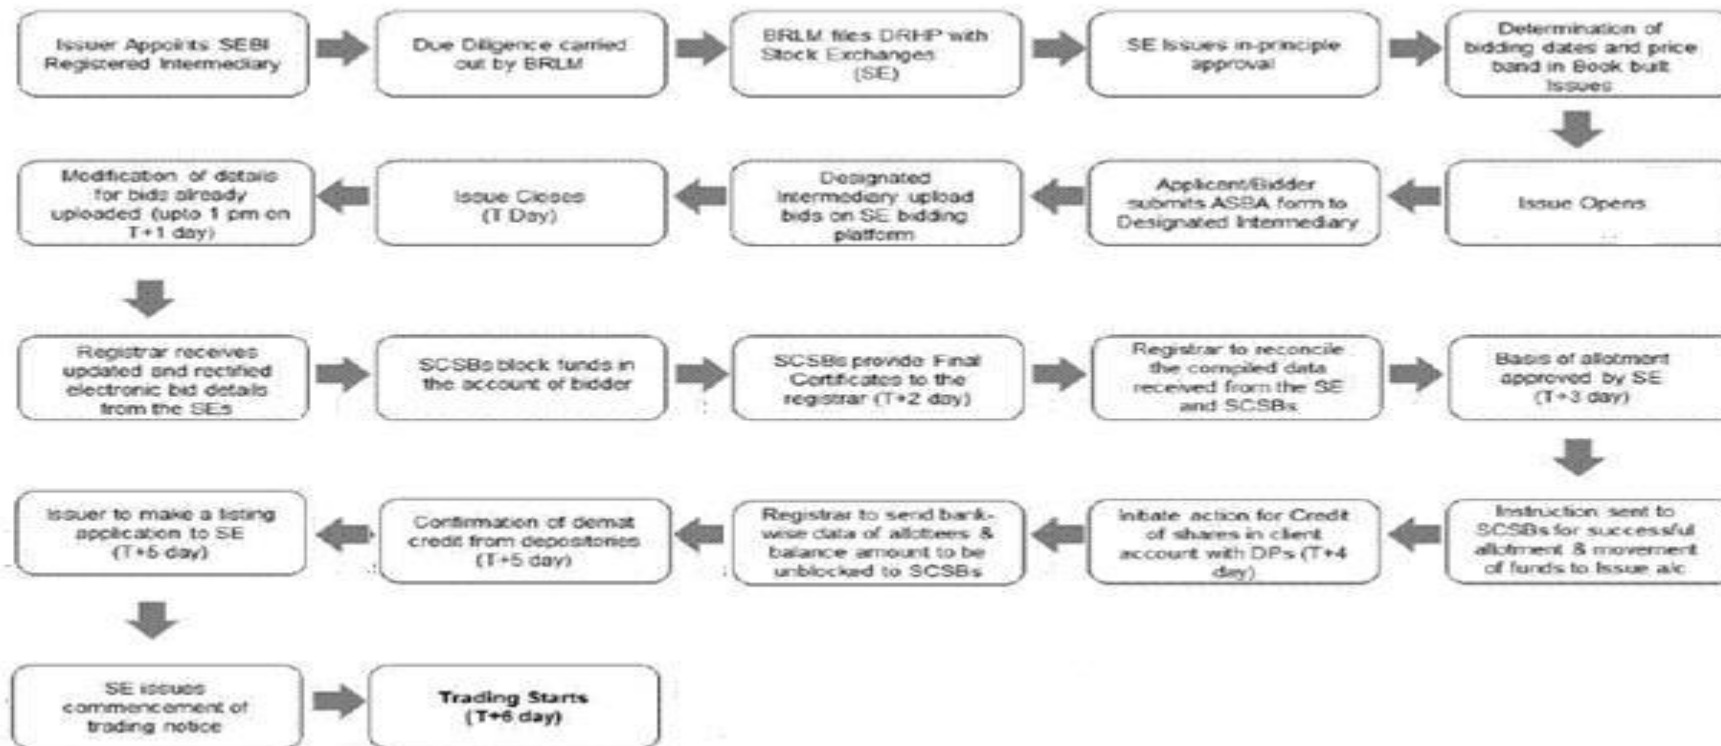 Issuer Appoints SEBI
Registered Intermediary
Due Diligence carried
out by BRLM
BRLM files DRHP with
Stock Exchanges
(SE)
SE Issues in-principle
approval
Determination of
bidding dates and price
band in Book built
Issues
Issue Opens
Applicant/Bidder
submits ASBA form to
Designated Intermediary
Designated
Intermediary upload
bids on SE bidding
platform
Issue Closes
(T Day)
Modification of details
for bids already
uploaded (upto 1 pm on
T+1 day)
Registrar receives
updated and rectified
electronic bid details
from the SEs
SCSBs block funds in
the account of bidder
SCSBs provide Final
Certificates to the
registrar (T+2 day)
Registrar to reconcile
the compiled data
received from the SE
and SCSBs
Basis of allotment
approved by SE
(T+3 day)
Instruction sent to
SCSBs for successful
allotment & movement
of funds to Issue a/c
Initiate action for Credit
of shares in client
account with DPs (T+4
day)
Registrar to send bank-
wise data of allottees &
balance amount to be
unblocked to SCSBs
Confirmation of demat
credit from depositories
(T+5 day)
Issuer to make a listing
application to SE
(T+5 day)
SE issues
commencement of
trading notice
Trading Starts
(T+6 day)